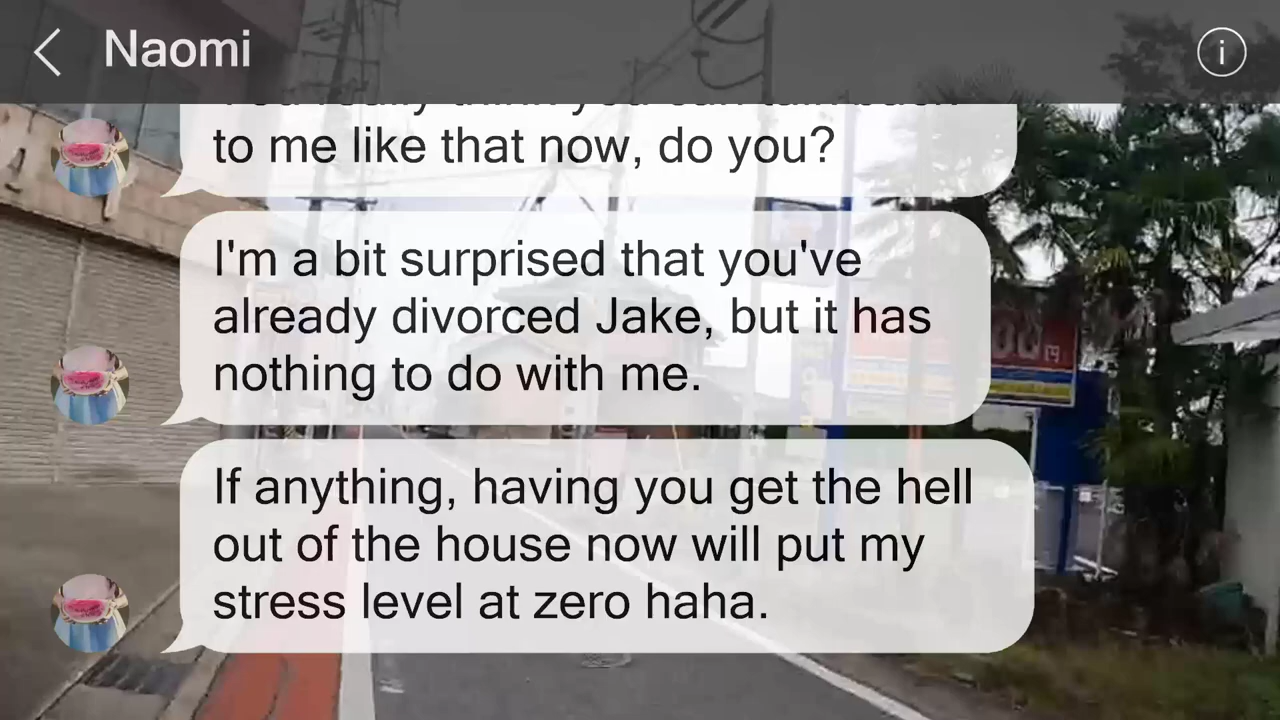 Naomi
to me like that now, do you?
I'm a bit surprised that you've
already divorced Jake, but it has
nothing to do with me.
If anything, having you get the hell
out of the house now will put my
stress level at zero haha.